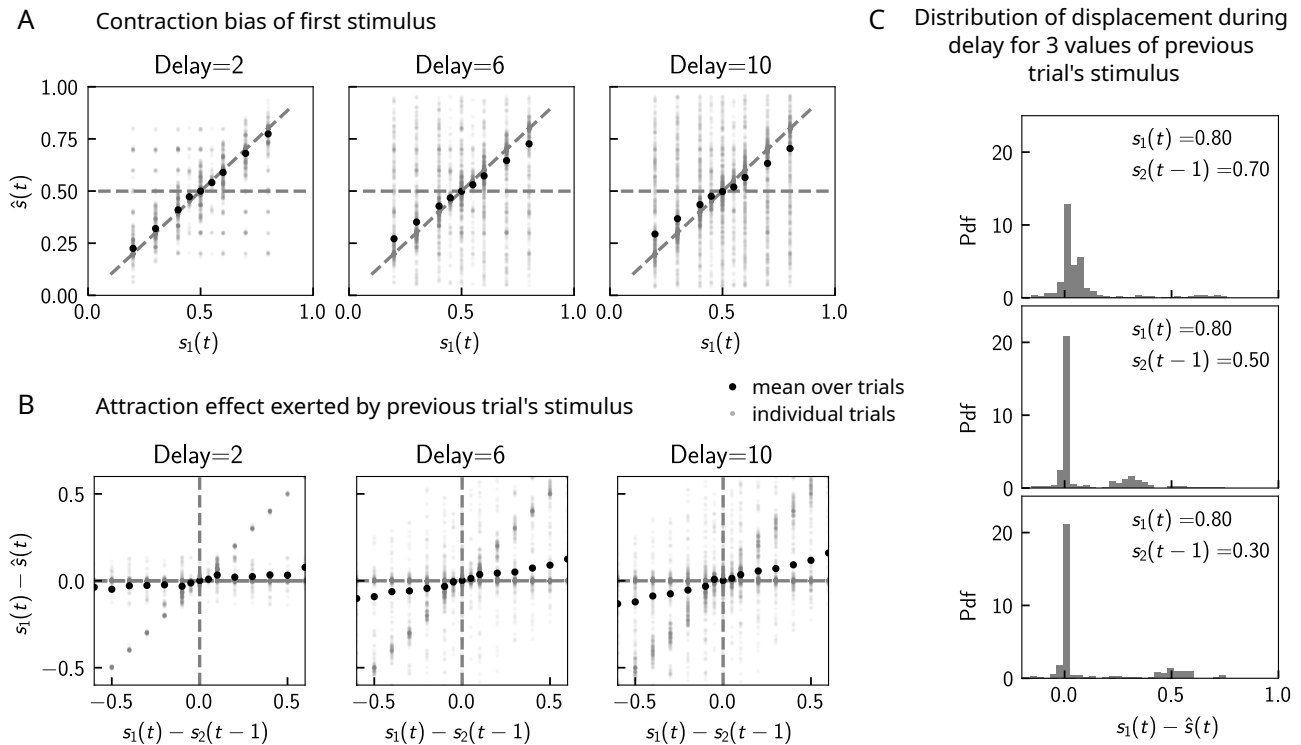 A
Contraction bias of first stimulus
Delay=2
Delay=6
Delay=10
1.00
0.75
0.50
0.25
0.00
ŝ(t)
0.0 0.5 1.0
0.0 0.5 1.0
0.0 0.5 1.0
s₁(t)
s₁(t)
s₁(t)
mean over trials
individual trials
B
Attraction effect exerted by previous trial's stimulus
Delay=2
Delay=6
Delay=10
0.5
0.0
−0.5
s₁(t) − ŝ(t)
−0.5 0.0 0.5
−0.5 0.0 0.5
−0.5 0.0 0.5
s₁(t) − s₂(t − 1)
s₁(t) − s₂(t − 1)
s₁(t) − s₂(t − 1)
C
Distribution of displacement during
delay for 3 values of previous
trial's stimulus
s₁(t) =0.80
s₂(t − 1) =0.70
20
10
0
Pdf
s₁(t) =0.80
s₂(t − 1) =0.50
20
10
0
Pdf
s₁(t) =0.80
s₂(t − 1) =0.30
20
10
0
Pdf
0.0 0.5 1.0
s₁(t) − ŝ(t)